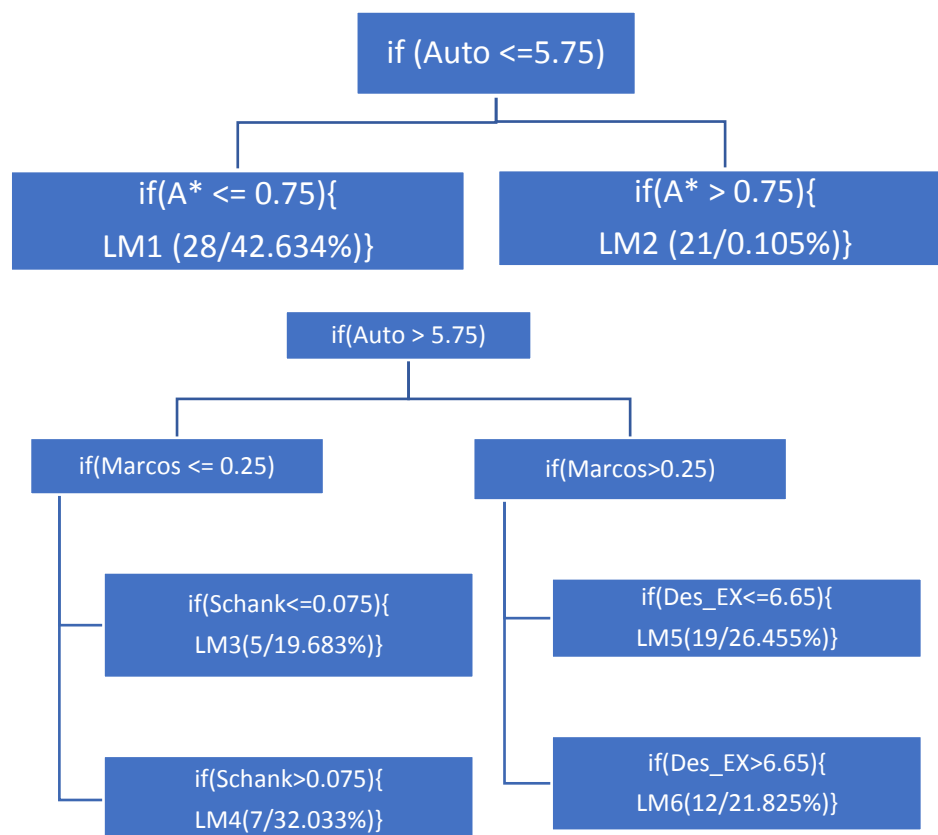 if (Auto <=5.75)
if(A* <= 0.75){
LM1 (28/42.634%)}
if(A* > 0.75){
LM2 (21/0.105%)}
if(Auto > 5.75)
if(Marcos <= 0.25)
if(Marcos>0.25)
if(Schank<=0.075){
LM3(5/19.683%)}
if(Des_EX<=6.65){
LM5(19/26.455%)}
if(Schank>0.075){
LM4(7/32.033%)}
if(Des_EX>6.65){
LM6(12/21.825%)}